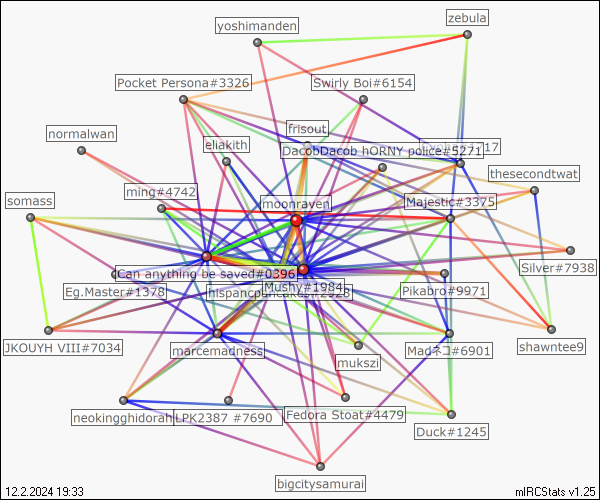 yoshimanden
zebula
Pocket Persona#3326
Swirly Boi#6154
frisout
normalwan
eliakith
DacobDacob
hORNY police#5271
17
thesecondtwat
ming#4742
moonraven
Majestic#3375
somass
Can anything be saved#0396
Silver#7938
Eg.Master#1378
Mushy#1984
Pikabro#9971
JKOUYH VIII#7034
marcemadness
mukszi
Madネコ#6901
shawntee9
neokingghidorah
LPK2387 #7690
Fedora Stoat#4479
Duck#1245
bigcitysamurai
12.2.2024 19:33
mIRCStats v1.25